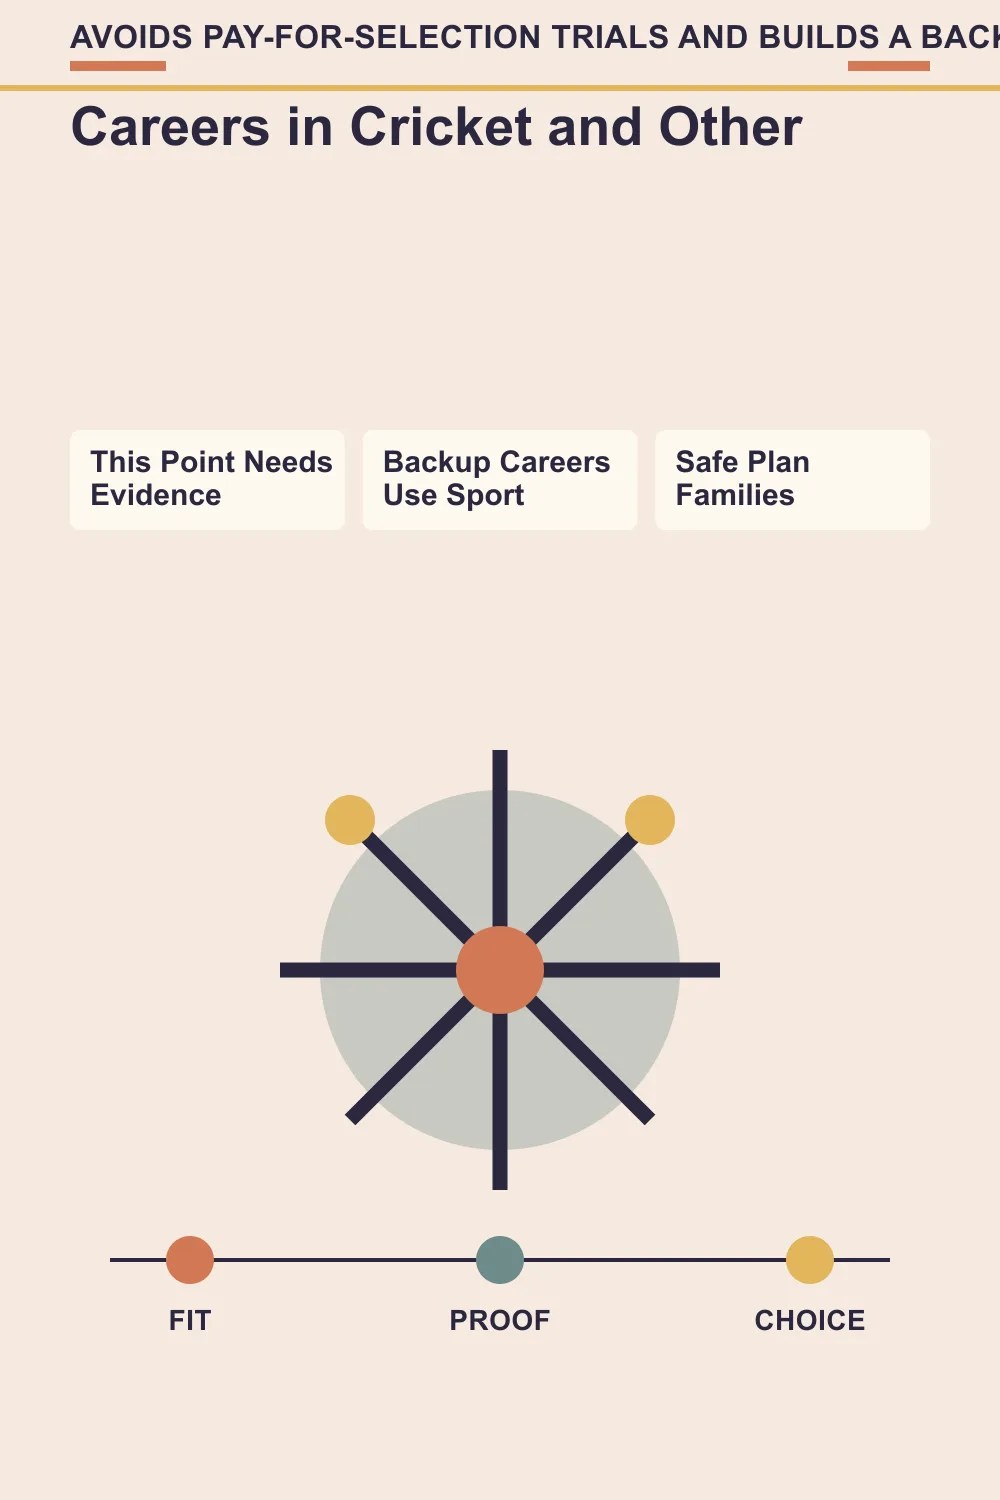 AVOIDS PAY-FOR-SELECTION TRIALS AND BUILDS A BACK
Careers in Cricket and Other
This Point Needs
Evidence
Backup Careers
Use Sport
Safe Plan
Families
FIT
PROOF
CHOICE